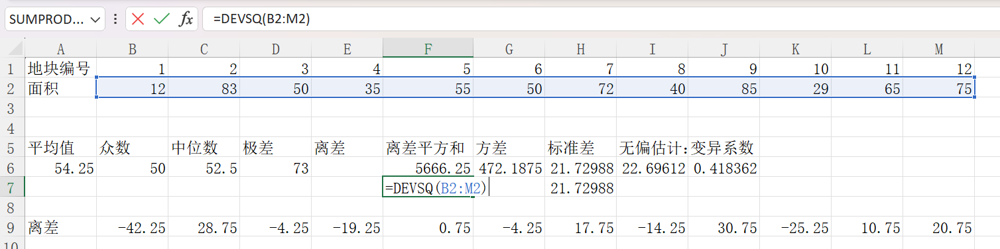 SUMPROD... =DEVSQ(B2:M2)
A B C D E F G H I J K L M
1 地块编号 1 2 3 4 5 6 7 8 9 10 11 12
2 面积 12 83 50 35 55 50 72 40 85 29 65 75
3
4
5 平均值 众数 中位数 极差 离差 离差平方和 方差 标准差 无偏估计: 变异系数
6 54.25 50 52.5 73 5666.25 472.1875 21.72988 22.69612 0.418362
7 =DEVSQ(B2:M2) 21.72988
8
9 离差 -42.25 28.75 -4.25 -19.25 0.75 -4.25 17.75 -14.25 30.75 -25.25 10.75 20.75
10